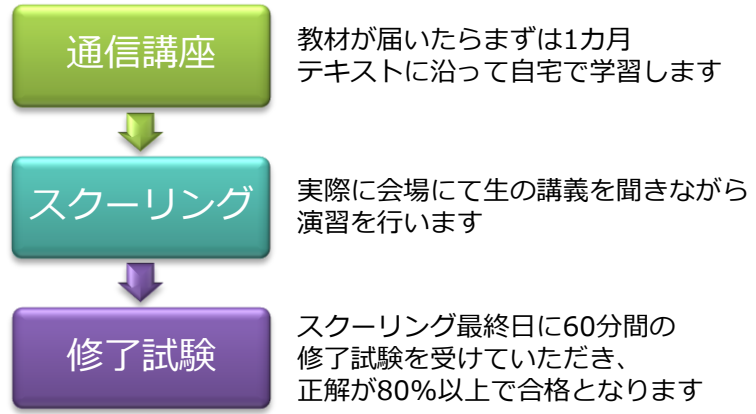 通信講座
教材が届いたらまずは1カ月
テキストに沿って自宅で学習します
スクーリング
実際に会場にて生の講義を聞きながら
演習を行います
修了試験
スクーリング最終日に60分間の
修了試験を受けていただき、
正解が80%以上で合格となります